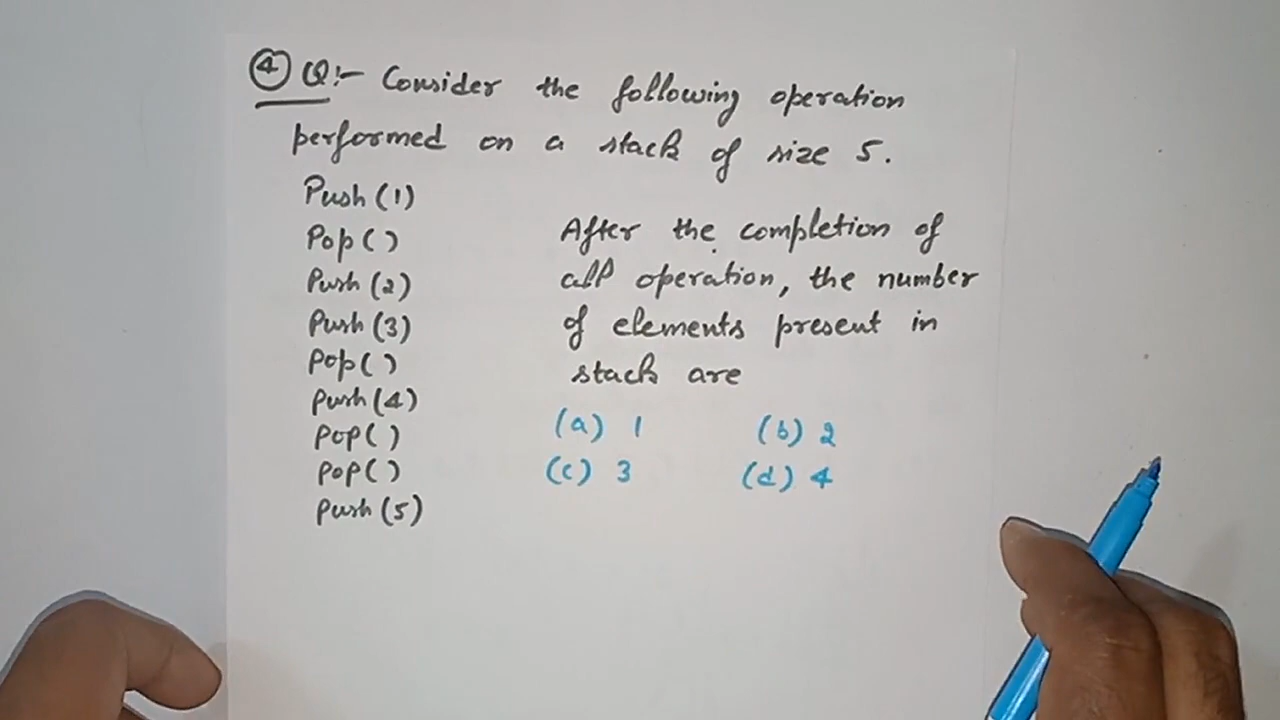 ④ Q:- Consider the following operation
performed on a stack of size 5.
Push (1)
Pop ( )
Push (2)
Push (3)
Pop ( )
Push (4)
Pop ( )
Pop ( )
Push (5)
After the completion of
all operation, the number
of elements present in
stack are
(a) 1 (b) 2
(c) 3 (d) 4